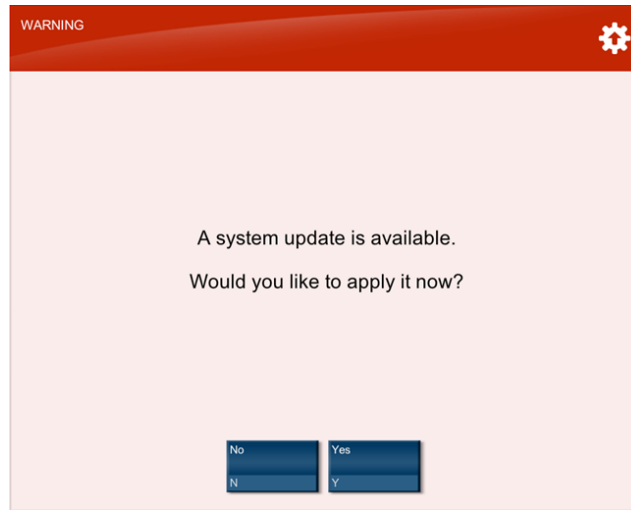 WARNING
A system update is available.
Would you like to apply it now?
No
Yes
N
Y